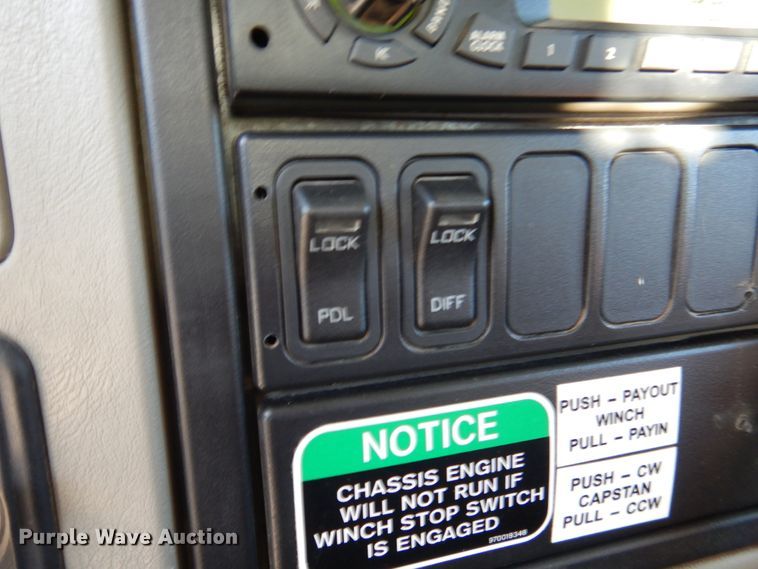 ALARM
CLOCK
1
2
LOCK
PDL
LOCK
DIFF
NOTICE
CHASSIS ENGINE
WILL NOT RUN IF
WINCH STOP SWITCH
IS ENGAGED
PUSH - PAYOUT
WINCH
PULL - PAYIN
PUSH - CW
CAPSTAN
PULL - CCW
Purple Wave Auction